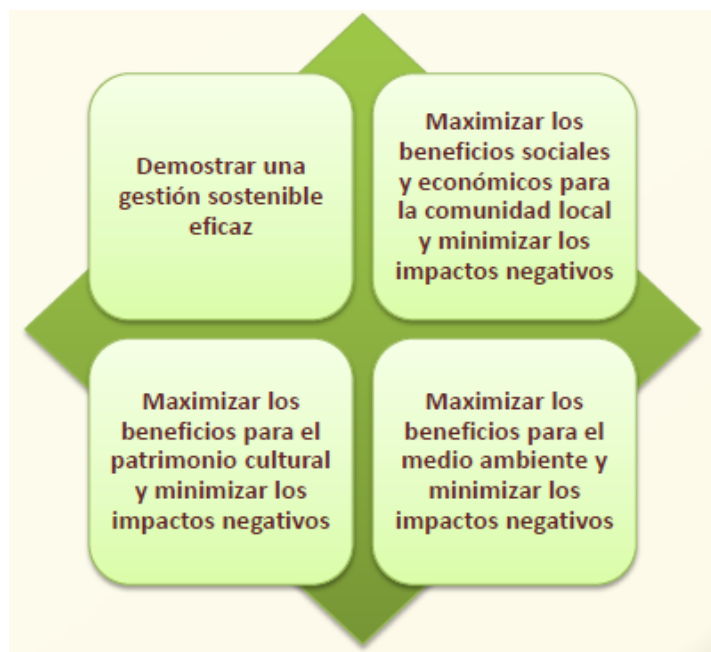 Demostrar una
gestión sostenible
eficaz
Maximizar los
beneficios sociales
y económicos para
la comunidad local
y minimizar los
impactos negativos
Maximizar los
beneficios para el
patrimonio cultural
y minimizar los
impactos negativos
Maximizar los
beneficios para el
medio ambiente y
minimizar los
impactos negativos